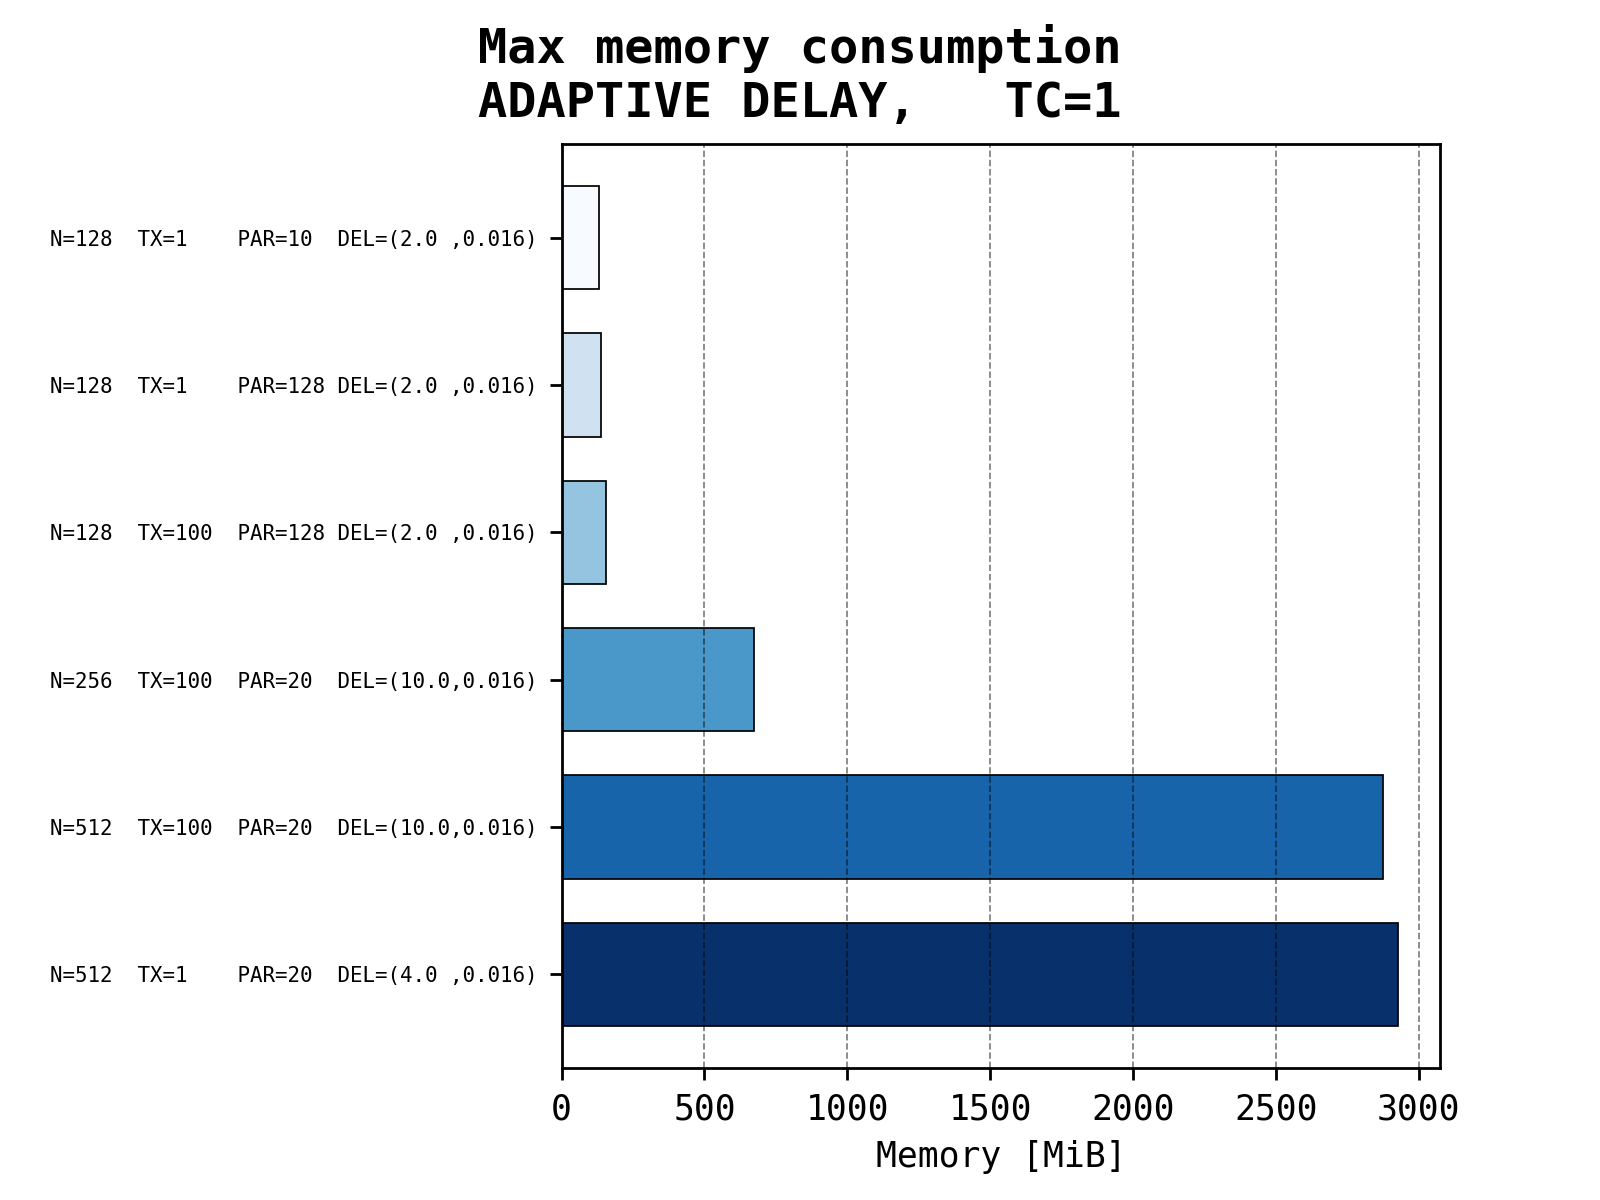 Max memory consumption
ADAPTIVE DELAY,   TC=1
N=128  TX=1    PAR=10  DEL=(2.0 ,0.016)
N=128  TX=1    PAR=128 DEL=(2.0 ,0.016)
N=128  TX=100  PAR=128 DEL=(2.0 ,0.016)
N=256  TX=100  PAR=20  DEL=(10.0,0.016)
N=512  TX=100  PAR=20  DEL=(10.0,0.016)
N=512  TX=1    PAR=20  DEL=(4.0 ,0.016)
0 500 1000 1500 2000 2500 3000
Memory [MiB]